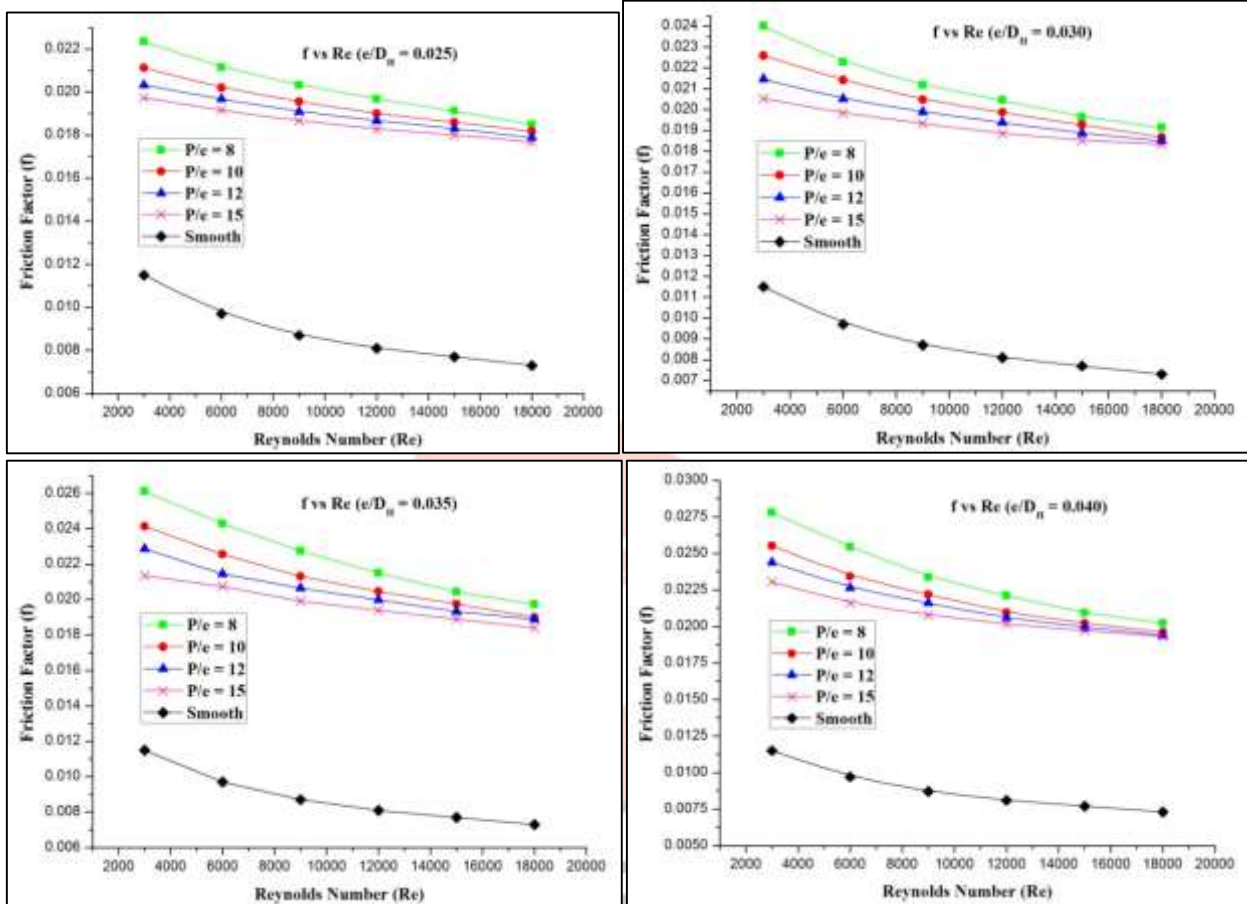 f vs Re (e/D_H = 0.025)
Friction Factor (f)
0.022
0.020
0.018
0.016
0.014
0.012
0.010
0.008
0.006
P/e = 8
P/e = 10
P/e = 12
P/e = 15
Smooth
2000 4000 6000 8000 10000 12000 14000 16000 18000 20000
Reynolds Number (Re)
f vs Re (e/D_H = 0.030)
Friction Factor (f)
0.024
0.023
0.022
0.021
0.020
0.019
0.018
0.017
0.016
0.015
0.014
0.013
0.012
0.011
0.010
0.009
0.008
0.007
P/e = 8
P/e = 10
P/e = 12
P/e = 15
Smooth
2000 4000 6000 8000 10000 12000 14000 16000 18000 20000
Reynolds Number (Re)
f vs Re (e/D_H = 0.035)
Friction Factor (f)
0.026
0.024
0.022
0.020
0.018
0.016
0.014
0.012
0.010
0.008
0.006
P/e = 8
P/e = 10
P/e = 12
P/e = 15
Smooth
2000 4000 6000 8000 10000 12000 14000 16000 18000 20000
Reynolds Number (Re)
f vs Re (e/D_H = 0.040)
Friction Factor (f)
0.0300
0.0275
0.0250
0.0225
0.0200
0.0175
0.0150
0.0125
0.0100
0.0075
0.0050
P/e = 8
P/e = 10
P/e = 12
P/e = 15
Smooth
2000 4000 6000 8000 10000 12000 14000 16000 18000 20000
Reynolds Number (Re)